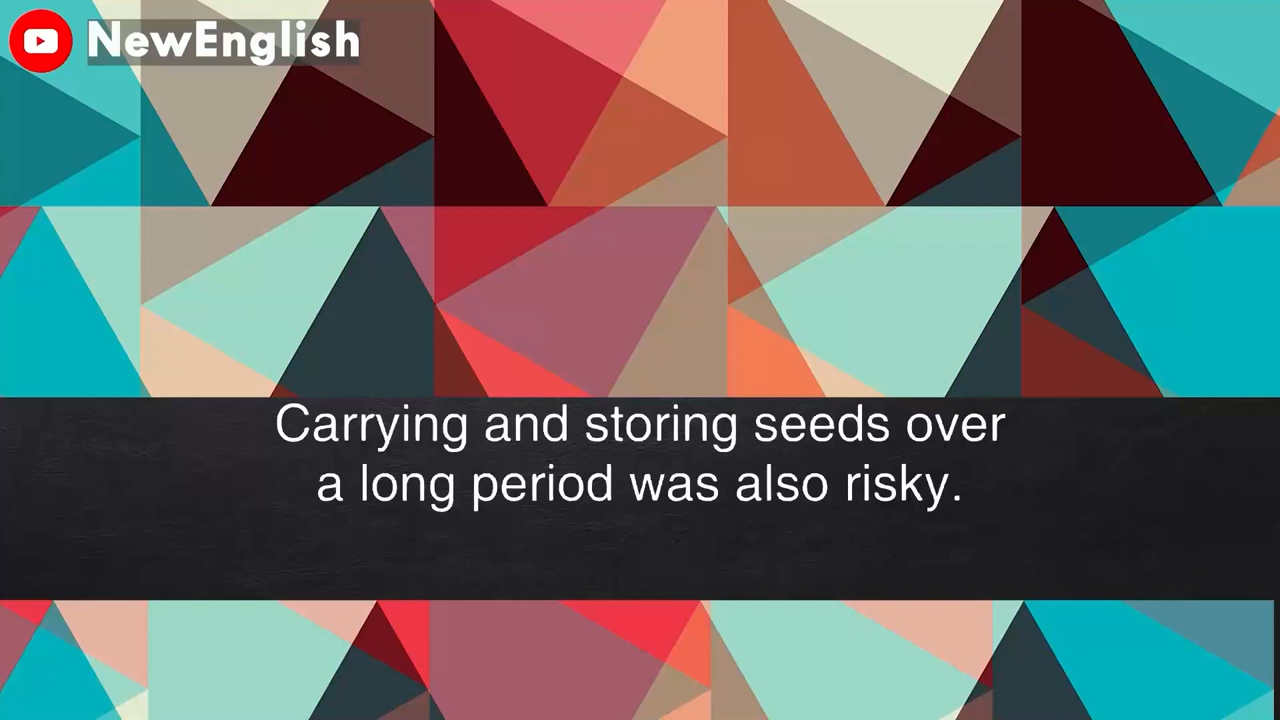 NewEnglish
Carrying and storing seeds over
a long period was also risky.